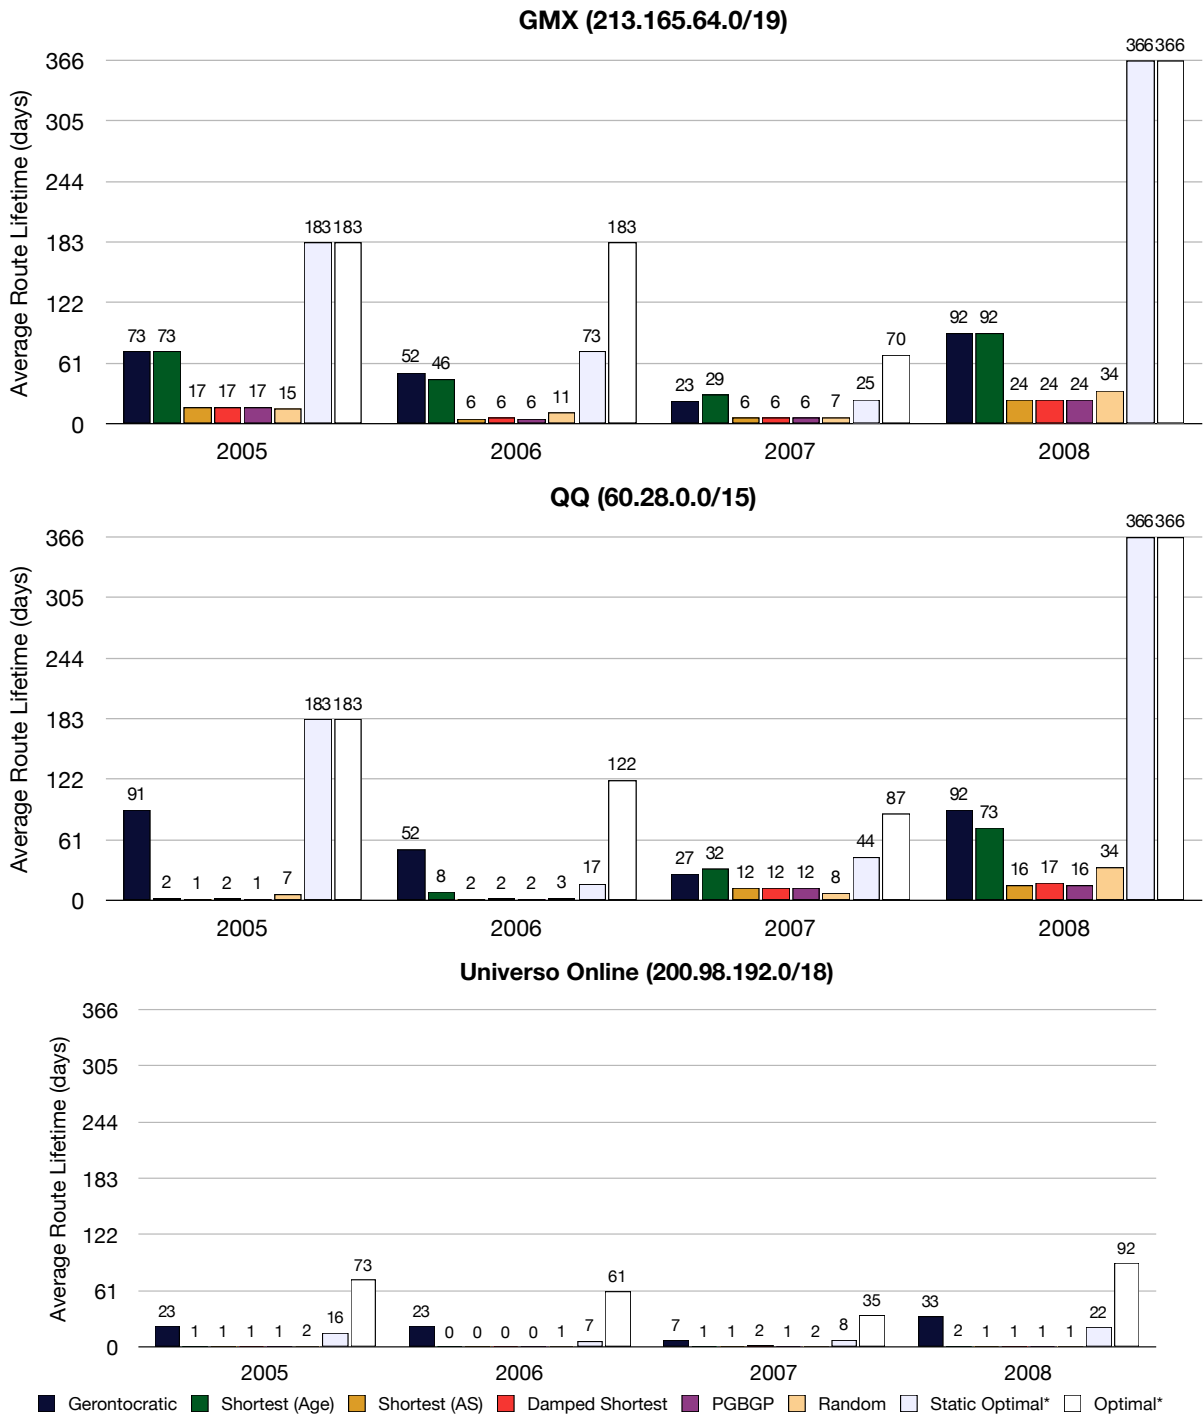 GMX (213.165.64.0/19)
Average Route Lifetime (days)
366
305
244
183
122
61
0
73 73 17 17 17 15 183 183
52 46 6 6 6 11 73 183
23 29 6 6 6 7 25 70
92 92 24 24 24 34 366 366
2005 2006 2007 2008
QQ (60.28.0.0/15)
Average Route Lifetime (days)
366
305
244
183
122
61
0
91 2 1 2 1 7 183 183
52 8 2 2 2 3 17 122
27 32 12 12 12 8 44 87
92 73 16 17 16 34 366 366
2005 2006 2007 2008
Universo Online (200.98.192.0/18)
Average Route Lifetime (days)
366
305
244
183
122
61
0
23 1 1 1 1 2 16 73
23 0 0 0 0 1 7 61
7 1 1 2 1 2 8 35
33 2 1 1 1 1 22 92
2005 2006 2007 2008
Gerontocratic Shortest (Age) Shortest (AS) Damped Shortest PGBGP Random Static Optimal* Optimal*